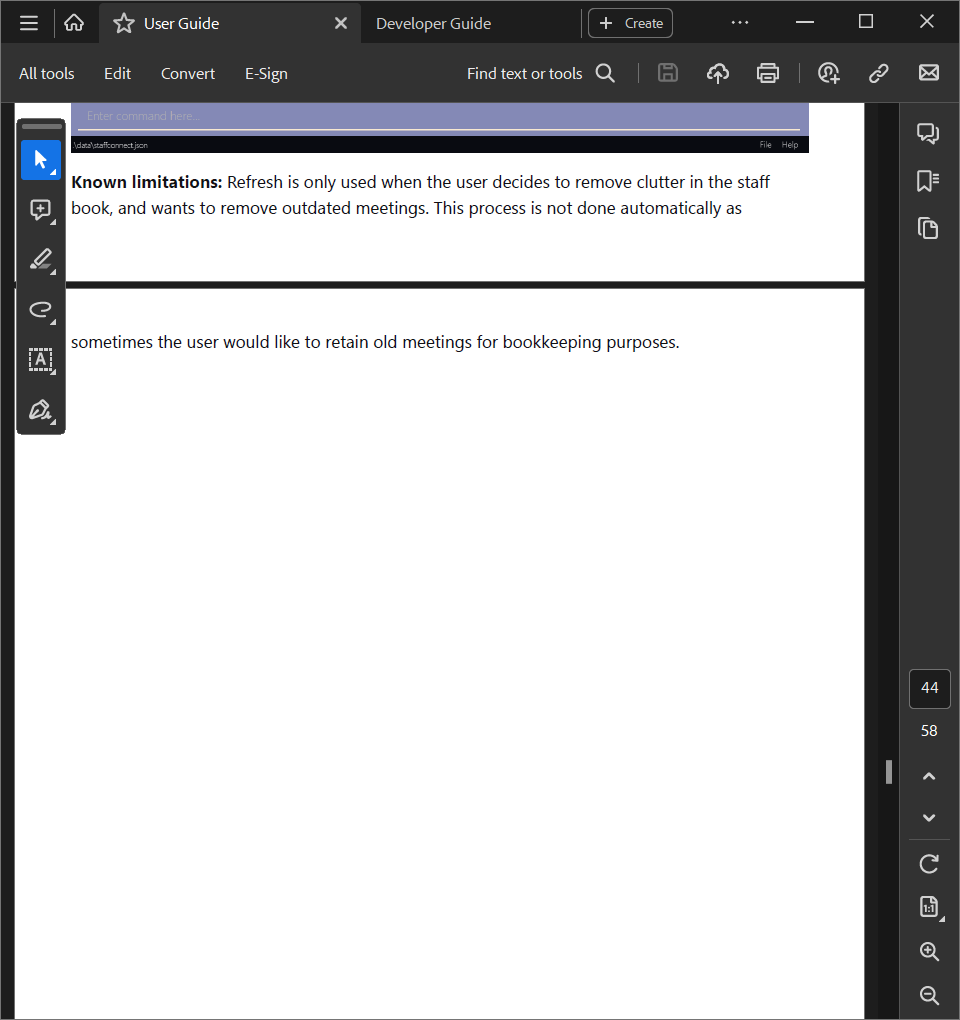 User Guide
Developer Guide
Create
All tools
Edit
Convert
E-Sign
Find text or tools
Enter command here...
\data\staffconnect.json
File Help
Known limitations: Refresh is only used when the user decides to remove clutter in the staff
book, and wants to remove outdated meetings. This process is not done automatically as
sometimes the user would like to retain old meetings for bookkeeping purposes.
A
44
58
1:1